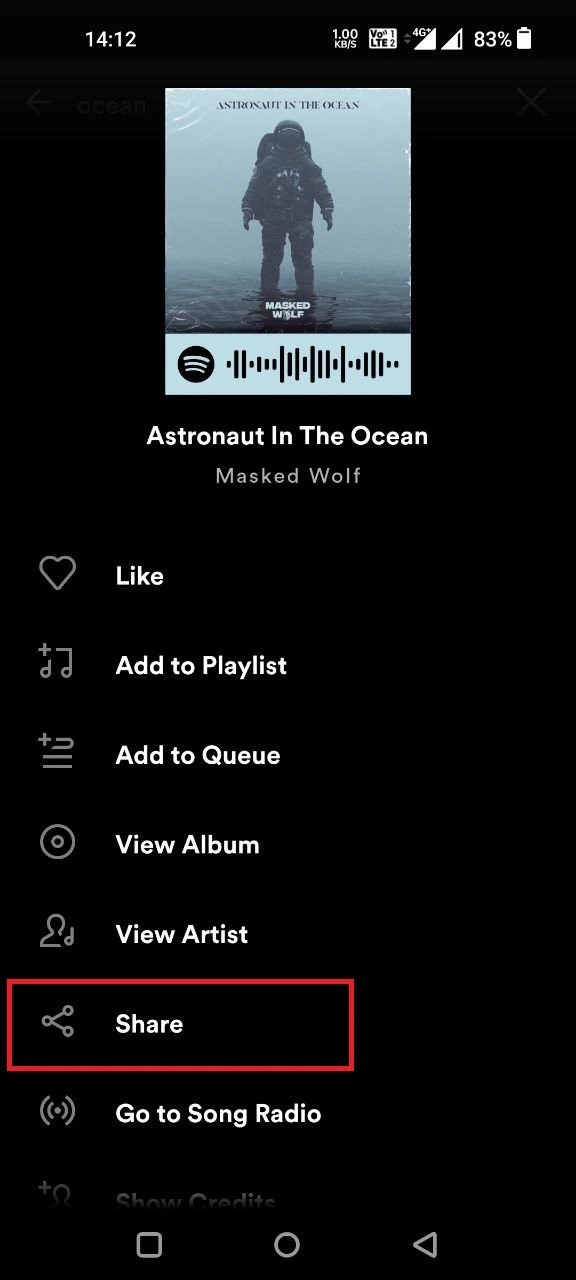 14:12
1.00 KB/S
Vo 1 LTE 2
4G+
83%
ocean
ASTRONAUT IN THE OCEAN
MASKED
WOLF
Astronaut In The Ocean
Masked Wolf
Like
Add to Playlist
Add to Queue
View Album
View Artist
Share
Go to Song Radio
Show Credits